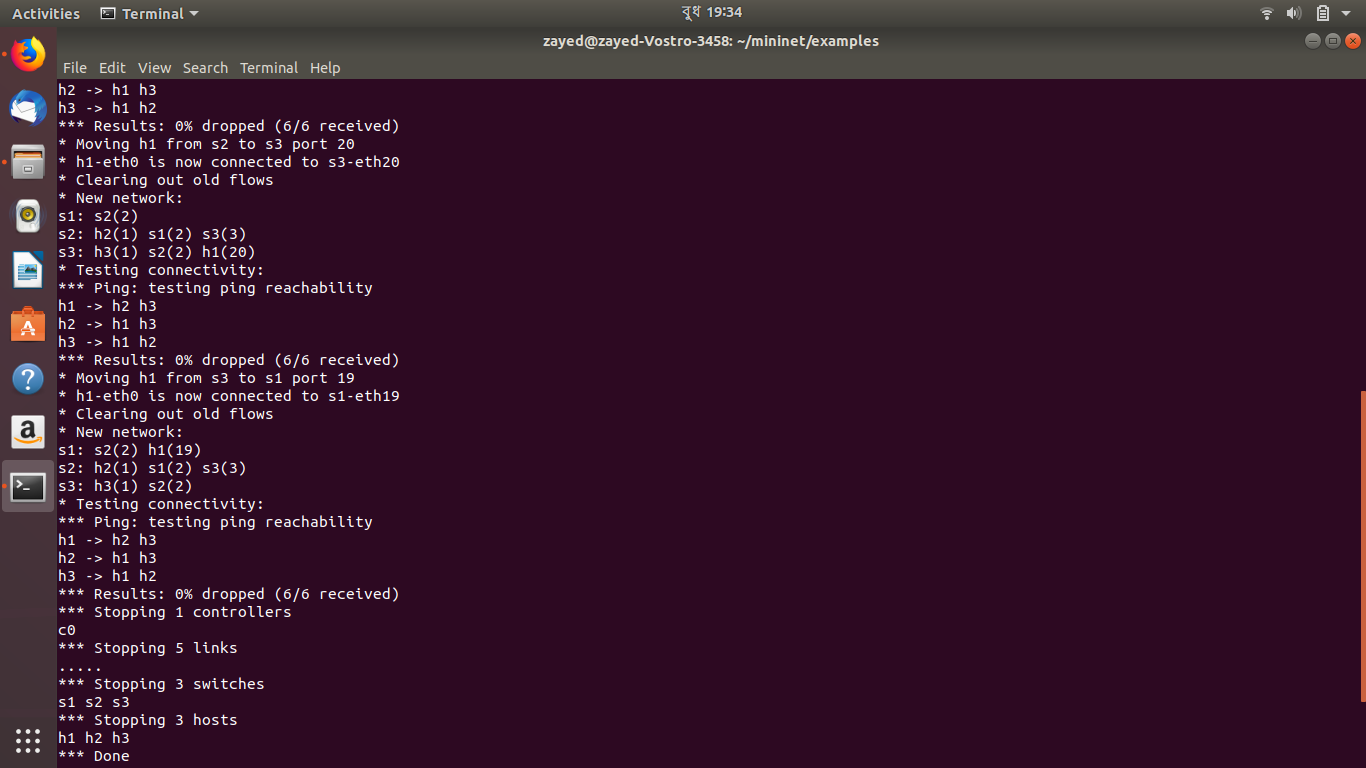 Activities Terminal বুধ 19:34
zayed@zayed-Vostro-3458: ~/mininet/examples
File Edit View Search Terminal Help
h2 -> h1 h3
h3 -> h1 h2
*** Results: 0% dropped (6/6 received)
* Moving h1 from s2 to s3 port 20
* h1-eth0 is now connected to s3-eth20
* Clearing out old flows
* New network:
s1: s2(2)
s2: h2(1) s1(2) s3(3)
s3: h3(1) s2(2) h1(20)
* Testing connectivity:
*** Ping: testing ping reachability
h1 -> h2 h3
h2 -> h1 h3
h3 -> h1 h2
*** Results: 0% dropped (6/6 received)
* Moving h1 from s3 to s1 port 19
* h1-eth0 is now connected to s1-eth19
* Clearing out old flows
* New network:
s1: s2(2) h1(19)
s2: h2(1) s1(2) s3(3)
s3: h3(1) s2(2)
* Testing connectivity:
*** Ping: testing ping reachability
h1 -> h2 h3
h2 -> h1 h3
h3 -> h1 h2
*** Results: 0% dropped (6/6 received)
*** Stopping 1 controllers
c0
*** Stopping 5 links
.....
*** Stopping 3 switches
s1 s2 s3
*** Stopping 3 hosts
h1 h2 h3
*** Done